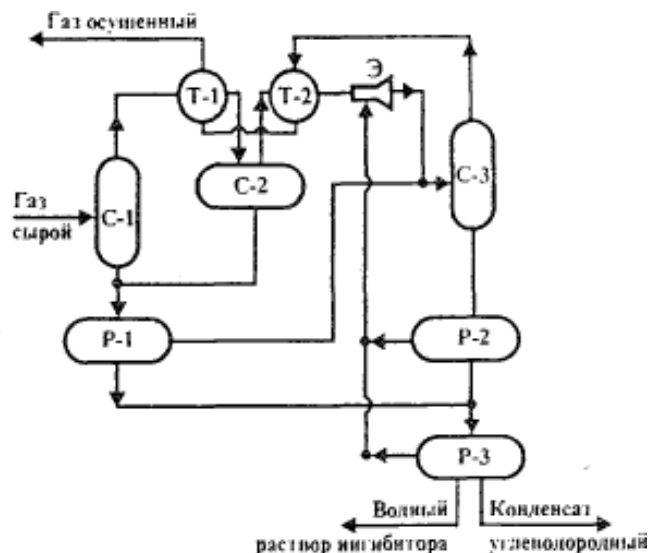 Газ осушенный
Э
Т-1
Т-2
С-3
С-2
Газ
С-1
сырой
Р-1
Р-2
Р-3
Водный
раствор ингибитора
Конденсат
углеводородный